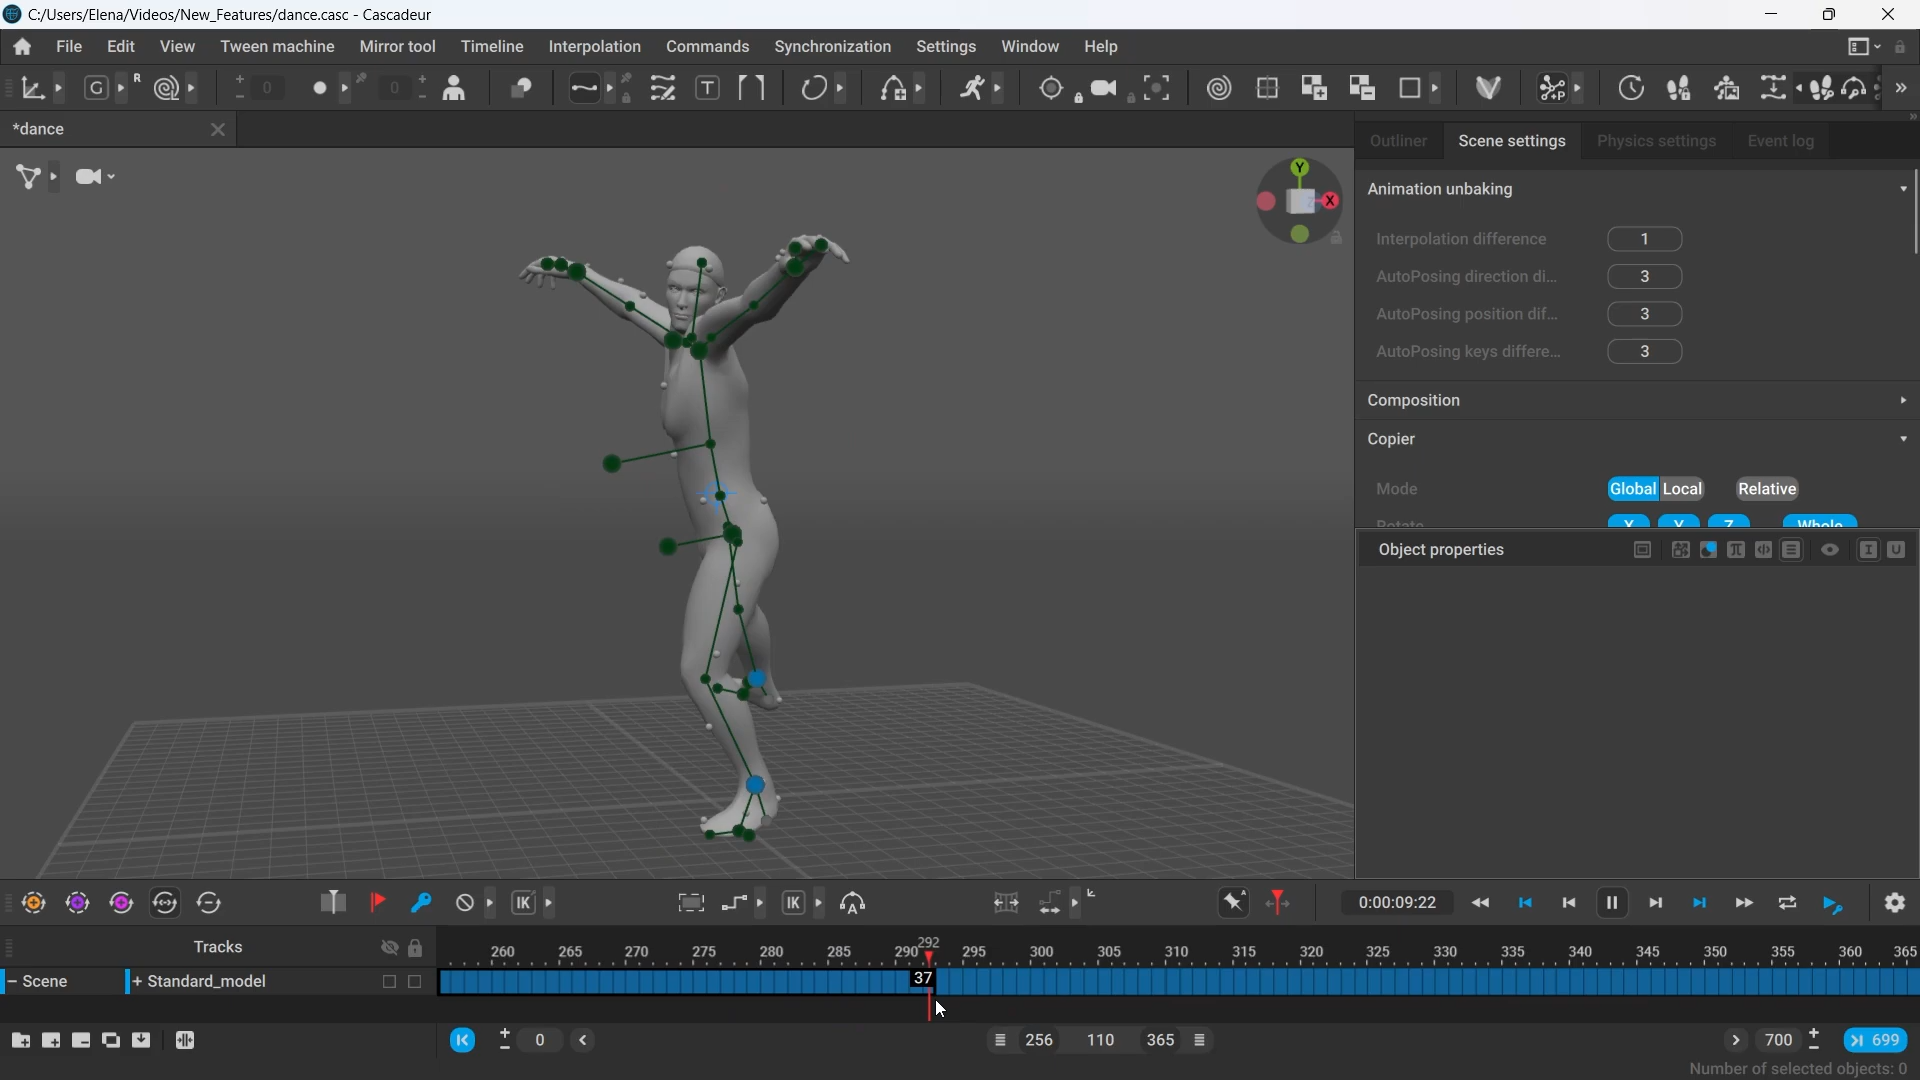 C:/Users/Elena/Videos/New_Features/dance.casc - Cascadeur
File Edit View Tween machine Mirror tool Timeline Interpolation Commands Synchronization Settings Window Help
G R 0 0 T P
*dance
Outliner Scene settings Physics settings Event log
Y
X
Z
Animation unbaking
Interpolation difference 1
AutoPosing direction di... 3
AutoPosing position dif... 3
AutoPosing keys differe... 3
Composition
Copier
Mode Global Local Relative
Rotate X Y Z Whole
Object properties
IK IK 0:00:09:22
Tracks
260 265 270 275 280 285 290 292 295 300 305 310 315 320 325 330 335 340 345 350 355 360 365
Scene + Standard_model 37
0 256 110 365 700 699
Number of selected objects: 0